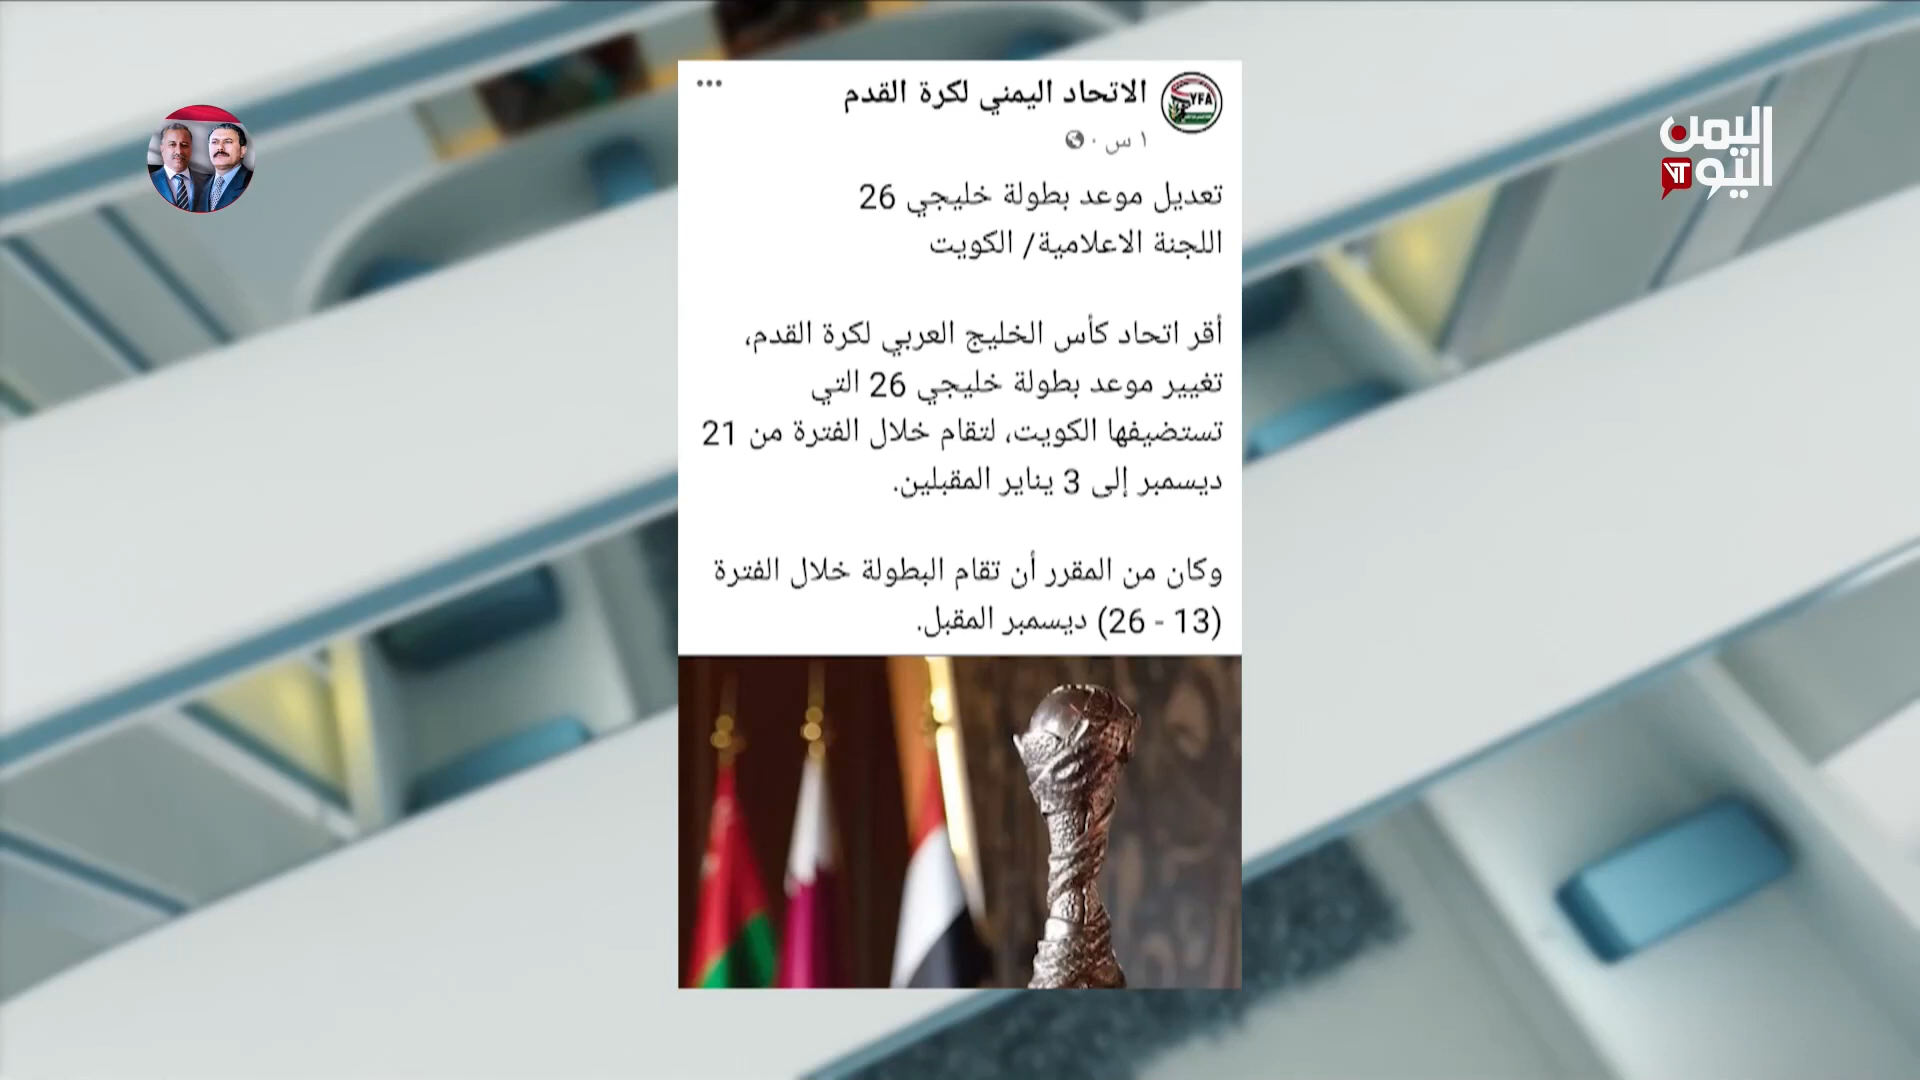 الاتحاد اليمني لكرة القدم
YFA
١ س ·
تعديل موعد بطولة خليجي 26
اللجنة الاعلامية/ الكويت
أقر اتحاد كأس الخليج العربي لكرة القدم،
تغيير موعد بطولة خليجي 26 التي
تستضيفها الكويت، لتقام خلال الفترة من 21
ديسمبر إلى 3 يناير المقبلين.
وكان من المقرر أن تقام البطولة خلال الفترة
(13 - 26) ديسمبر المقبل.
اليمن
اليوم
YT